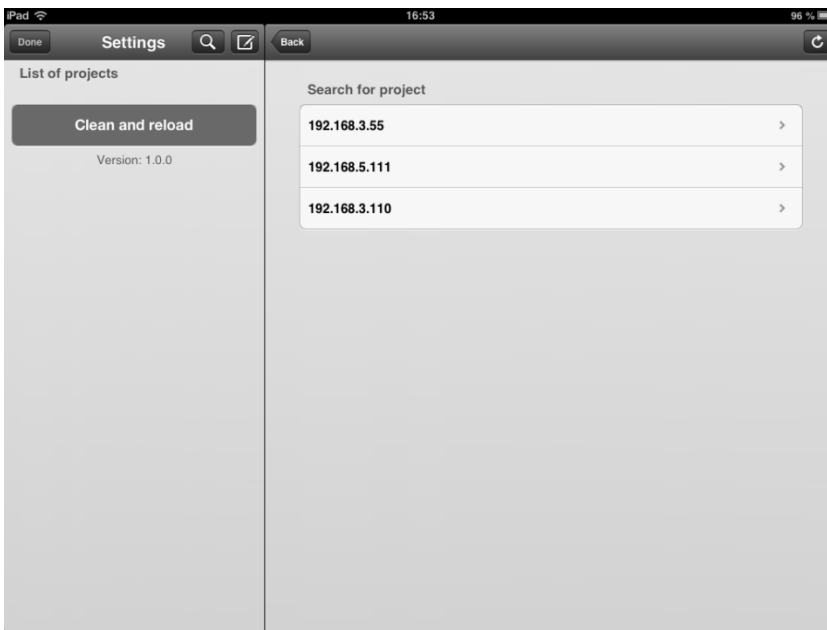 iPad 16:53 96 %
Done Settings Back
List of projects
Clean and reload
Version: 1.0.0
Search for project
192.168.3.55
192.168.5.111
192.168.3.110